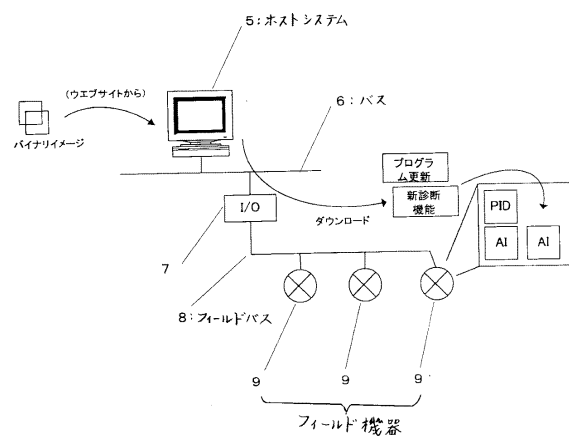 5:ホストシステム
(ウエブサイトから)
6:バス
バイナリイメージ
プログラ
ム更新
新診断
機能
I/O
ダウンロード
PID
AI AI
7
8:フィールドバス
9 9 9
フィールド機器